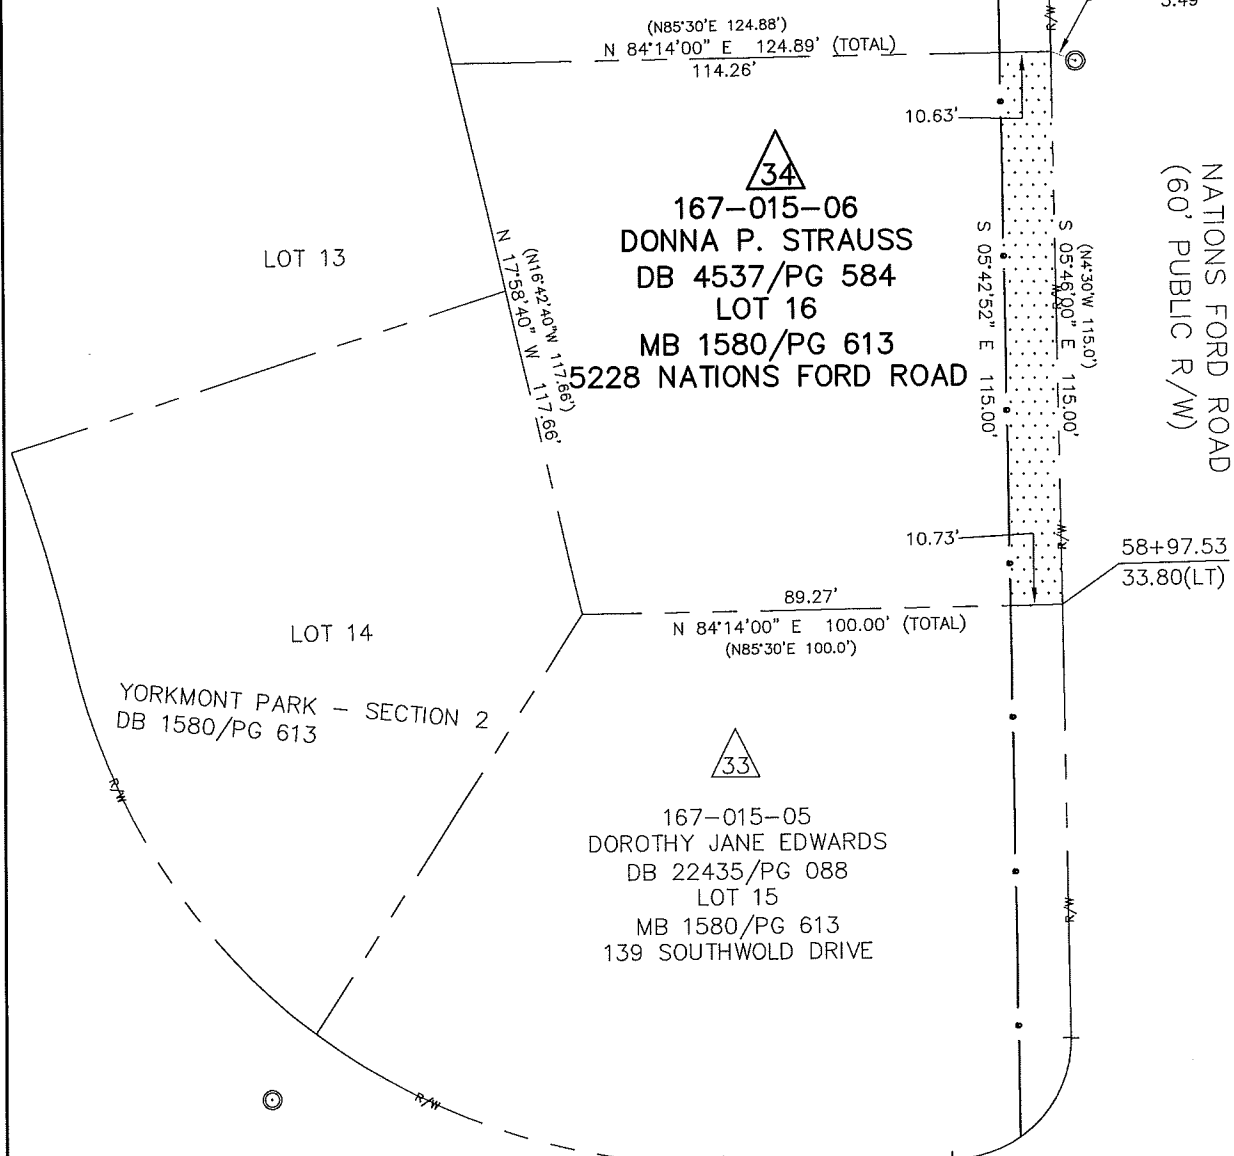 3.49
R/W
(N85°30'E 124.88')
N 84°14'00" E 124.89' (TOTAL)
114.26'
10.63'
34
167-015-06
DONNA P. STRAUSS
DB 4537/PG 584
LOT 16
MB 1580/PG 613
5228 NATIONS FORD ROAD
LOT 13
(N16°42'40"W 117.66')
N 17°58'40" W 117.66'
S 05°42'52" E 115.00'
S 05°46'00" E 115.00'
(N4°30'W 115.0')
R/W
NATIONS FORD ROAD
(60' PUBLIC R/W)
10.73'
R/W
58+97.53
33.80(LT)
89.27'
N 84°14'00" E 100.00' (TOTAL)
(N85°30'E 100.0')
LOT 14
YORKMONT PARK - SECTION 2
DB 1580/PG 613
R/W
33
167-015-05
DOROTHY JANE EDWARDS
DB 22435/PG 088
LOT 15
MB 1580/PG 613
139 SOUTHWOLD DRIVE
R/W
R/W